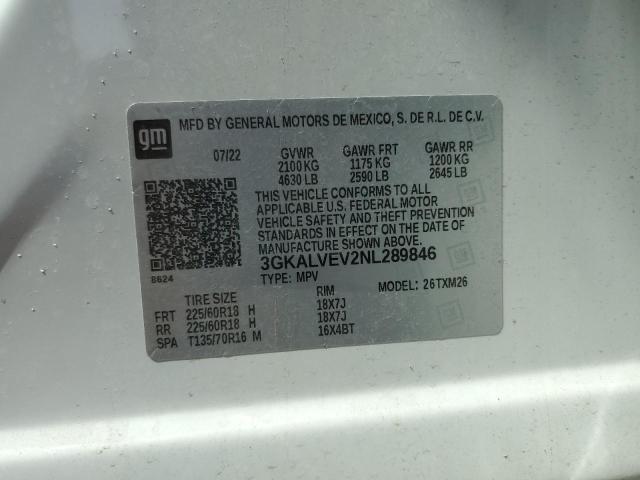 gm
MFD BY GENERAL MOTORS DE MEXICO, S. DE R.L. DE C.V.
07/22 GVWR GAWR FRT GAWR RR
2100 KG 1175 KG 1200 KG
4630 LB 2590 LB 2645 LB
THIS VEHICLE CONFORMS TO ALL
APPLICABLE U.S. FEDERAL MOTOR
VEHICLE SAFETY AND THEFT PREVENTION
STANDARDS IN EFFECT ON THE DATE OF
MANUFACTURE SHOWN ABOVE.
8624
3GKALVEV2NL289846
TYPE: MPV MODEL: 26TXM26
TIRE SIZE RIM
FRT 225/60R18 H 18X7J
RR 225/60R18 H 18X7J
SPA T135/70R16 M 16X4BT